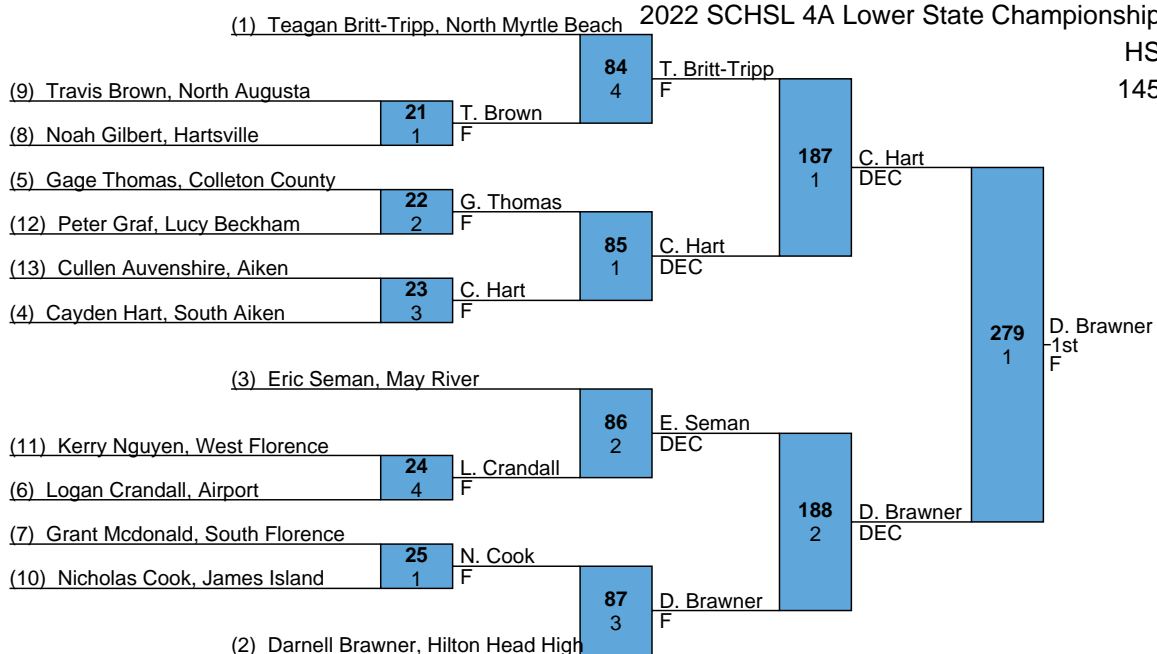 2022 SCHSL 4A Lower State Championship
HS
145
(1) Teagan Britt-Tripp, North Myrtle Beach
84
4
T. Britt-Tripp
F
(9) Travis Brown, North Augusta
21
1
T. Brown
F
(8) Noah Gilbert, Hartsville
187
1
C. Hart
DEC
(5) Gage Thomas, Colleton County
22
2
G. Thomas
F
(12) Peter Graf, Lucy Beckham
85
1
C. Hart
DEC
(13) Cullen Auvenshire, Aiken
23
3
C. Hart
F
(4) Cayden Hart, South Aiken
279
1
D. Brawner
1st
F
(3) Eric Seman, May River
86
2
E. Seman
DEC
(11) Kerry Nguyen, West Florence
24
4
L. Crandall
F
(6) Logan Crandall, Airport
188
2
D. Brawner
DEC
(7) Grant Mcdonald, South Florence
25
1
N. Cook
F
(10) Nicholas Cook, James Island
87
3
D. Brawner
F
(2) Darnell Brawner, Hilton Head High